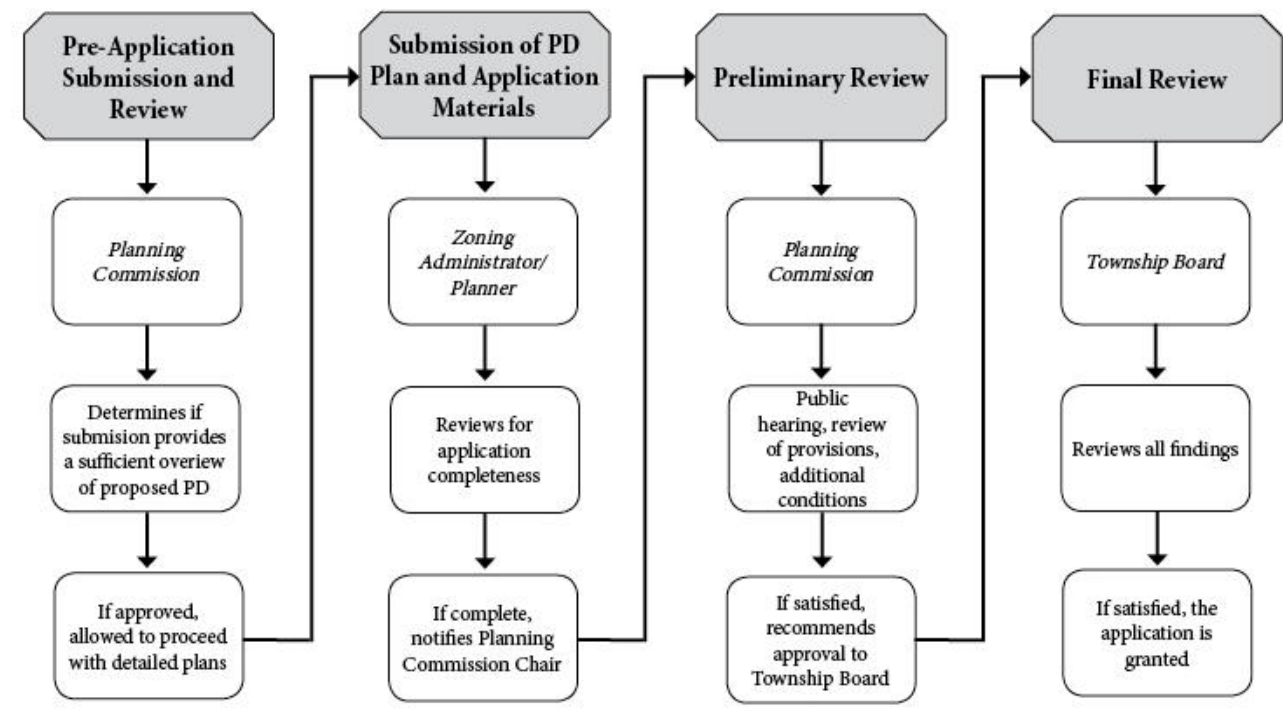 Pre-Application
Submission and
Review
Planning
Commission
Determines if
submision provides
a sufficient overiew
of proposed PD
If approved,
allowed to proceed
with detailed plans
Submission of PD
Plan and Application
Materials
Zoning
Administrator/
Planner
Reviews for
application
completeness
If complete,
notifies Planning
Commission Chair
Preliminary Review
Planning
Commission
Public
hearing, review
of provisions,
additional
conditions
If satisfied,
recommends
approval to
Township Board
Final Review
Township Board
Reviews all findings
If satisfied, the
application is
granted